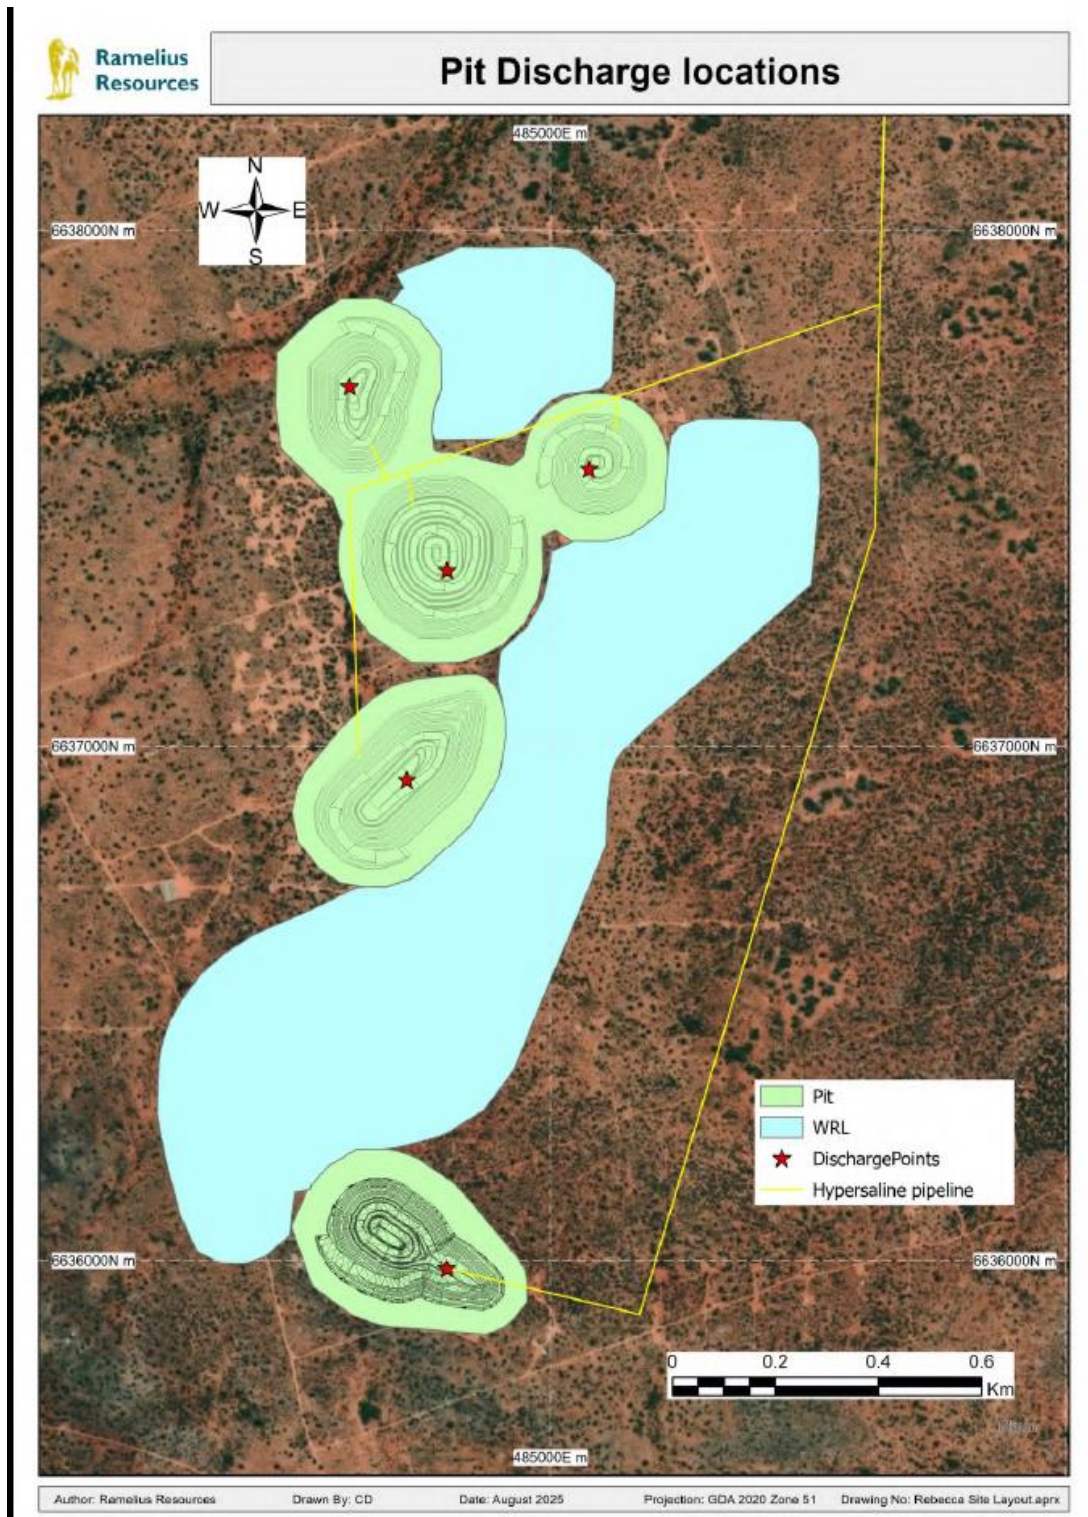 Ramelius
Resources
Pit Discharge locations
485000E m
N
W E
S
6638000N m 6638000N m
6637000N m 6637000N m
Pit
WRL
DischargePoints
Hypersaline pipeline
6636000N m 6636000N m
0 0.2 0.4 0.6
Km
485000E m
Author: Ramelius Resources Drawn By: CD Date: August 2025 Projection: GDA 2020 Zone 51 Drawing No: Rebecca Site Layout.aprx